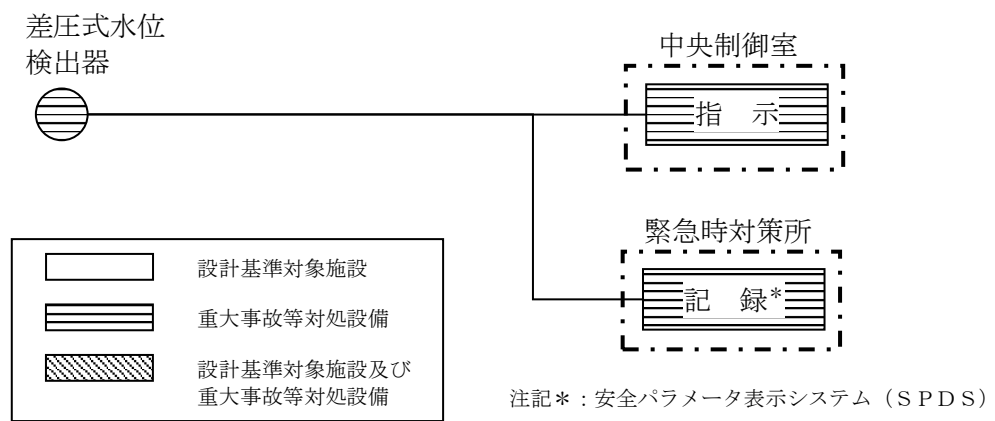 差圧式水位
検出器
中央制御室
指　示
緊急時対策所
記　録*
設計基準対象施設
重大事故等対処設備
設計基準対象施設及び
重大事故等対処設備
注記＊：安全パラメータ表示システム（ＳＰＤＳ）